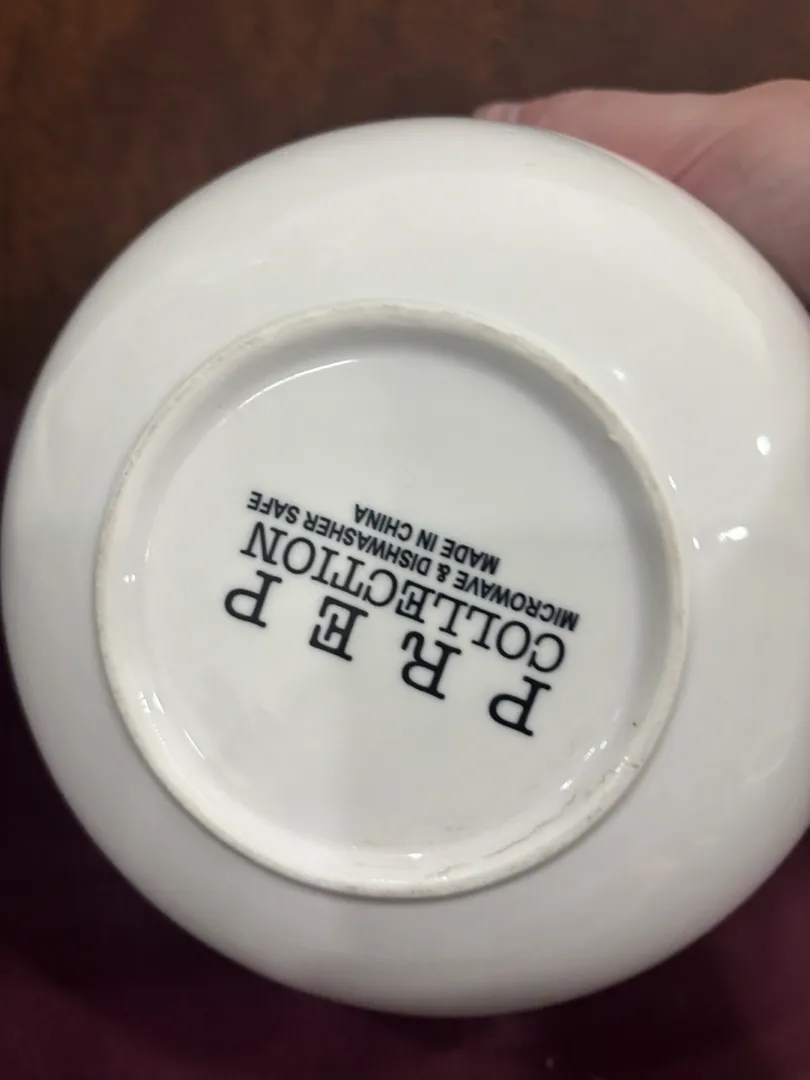 PREP
COLLECTION
MICROWAVE & DISHWASHER SAFE
MADE IN CHINA